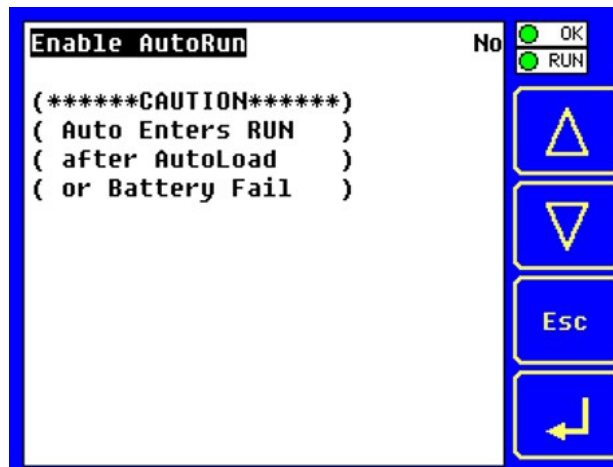 Enable AutoRun No
OK
RUN
(******CAUTION******)
( Auto Enters RUN )
( after AutoLoad )
( or Battery Fail )
Esc